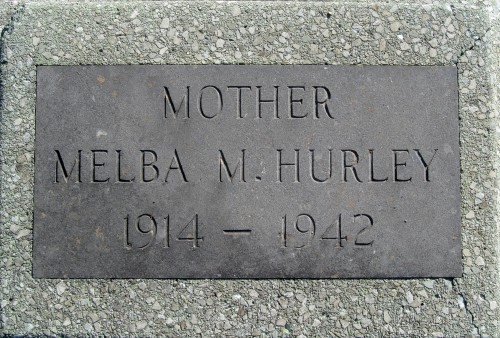 MOTHER
MELBA M. HURLEY
1914 – 1942